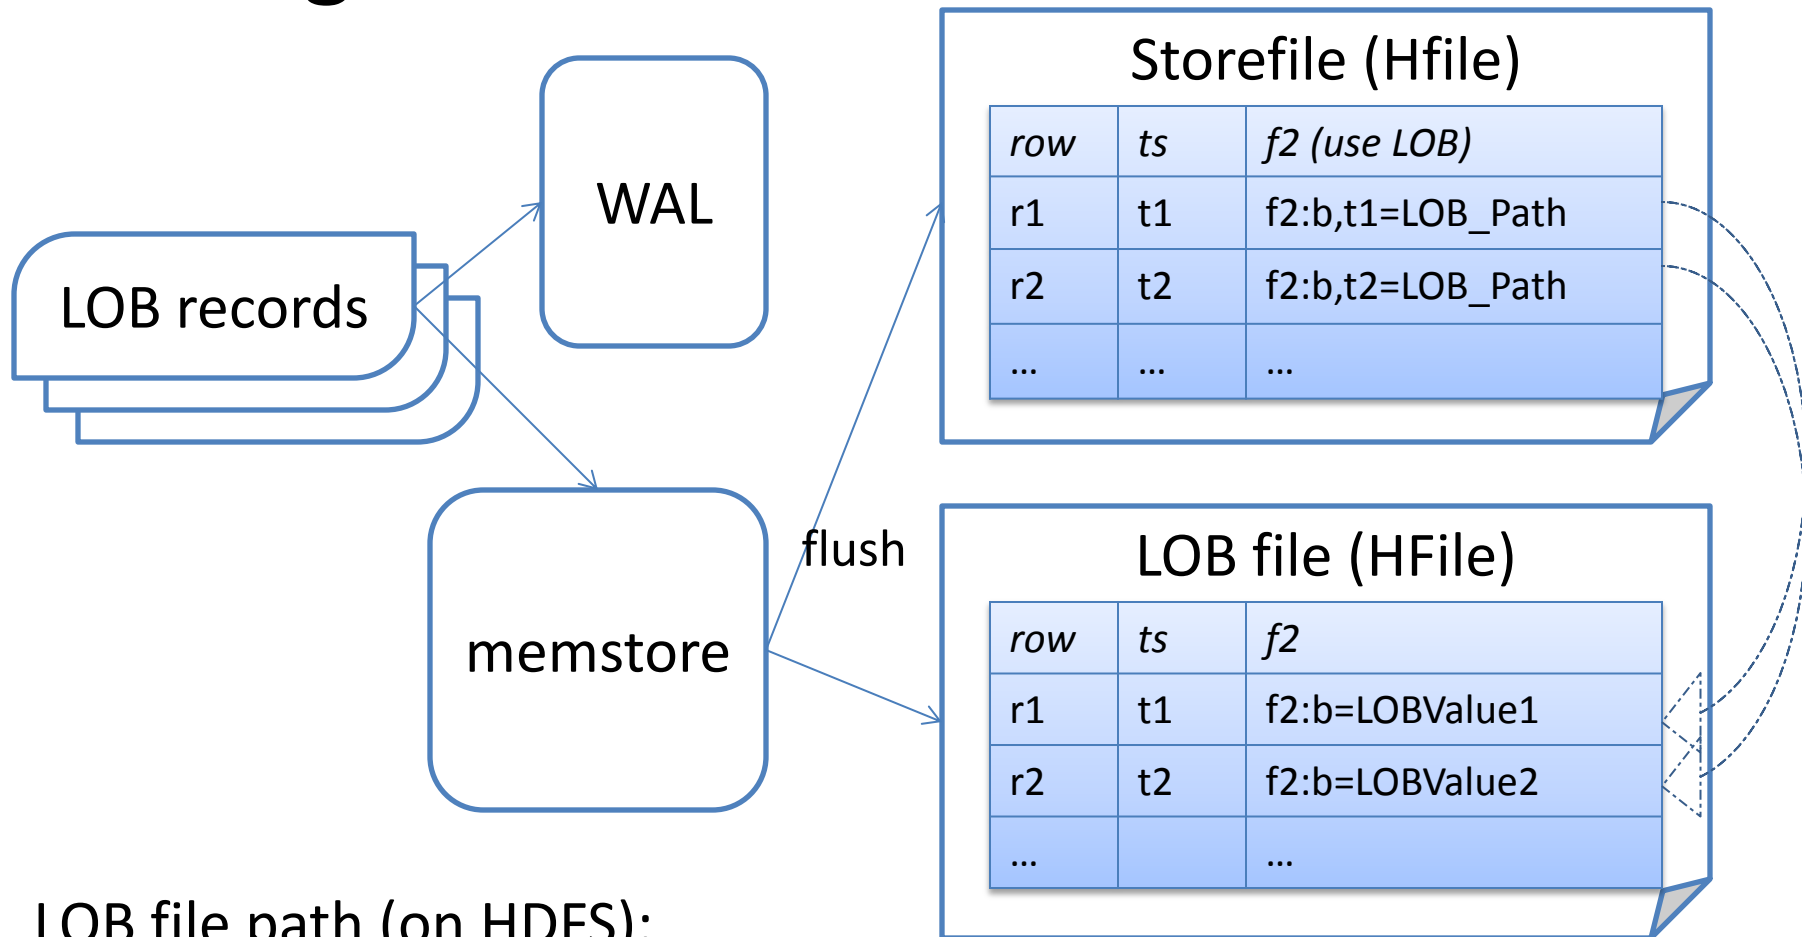 LOB records
WAL
memstore
flush
Storefile (Hfile)
row ts f2 (use LOB)
r1 t1 f2:b,t1=LOB_Path
r2 t2 f2:b,t2=LOB_Path
... ... ...
LOB file (HFile)
row ts f2
r1 t1 f2:b=LOBValue1
r2 t2 f2:b=LOBValue2
... ...
LOB file path (on HDFS):